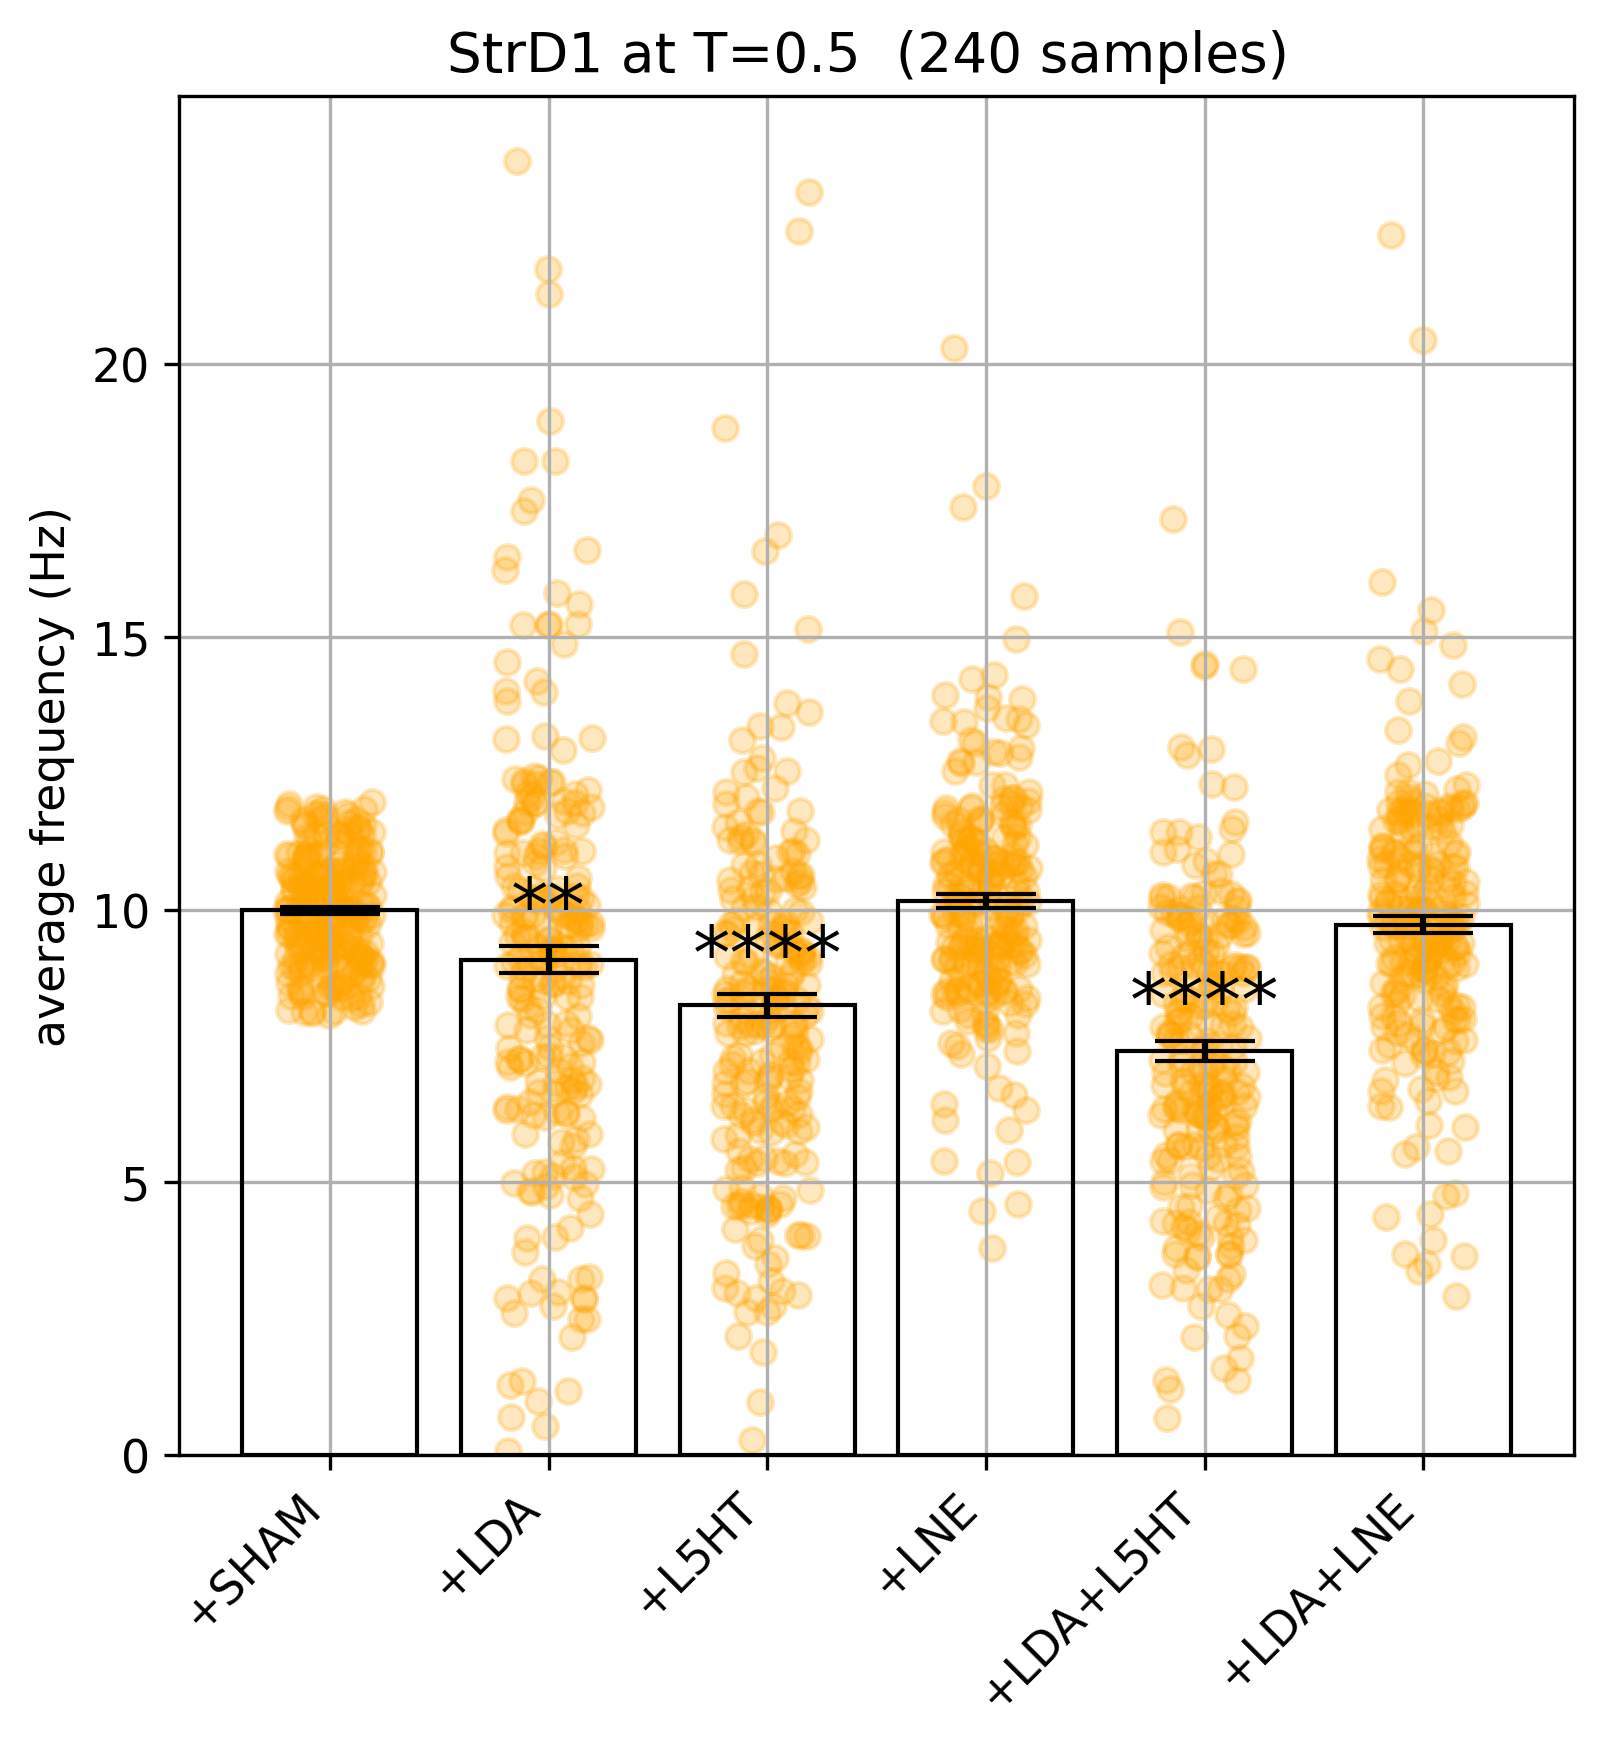 StrD1 at T=0.5 (240 samples)
average frequency (Hz)
20
15
10
5
0
**
****
****
+SHAM
+LDA
+L5HT
+LNE
+LDA+L5HT
+LDA+LNE